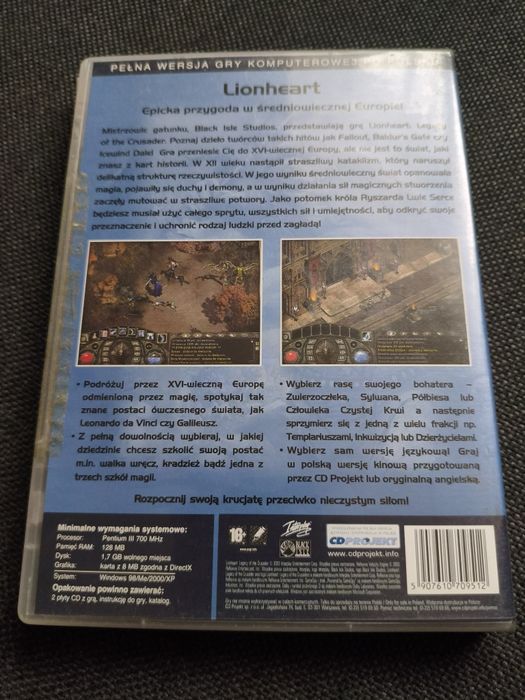 PEŁNA WERSJA GRY KOMPUTEROWEJ PO POLSKU
Lionheart
Epicka przygoda w średniowiecznej Europie!
Mistrzowie gatunku, Black Isle Studios, przedstawiają grę Lionheart: Legacy
of the Crusader. Poznaj dzieło twórców takich hitów jak Fallout, Baldur's Gate czy
Icewind Dale! Gra przeniesie Cię do XVI-wiecznej Europy, ale nie jest to świat, jaki
znasz z kart historii. W XII wieku nastąpił straszliwy kataklizm, który naruszył
delikatną strukturę rzeczywistości. W jego wyniku średniowieczny świat opanowała
magia, pojawiły się duchy i demony, a w wyniku działania sił magicznych stworzenia
zaczęły mutować w straszliwe potwory. Jako potomek króla Ryszarda Lwie Serce
będziesz musiał użyć całego sprytu, wszystkich sił i umiejętności, aby odkryć swoje
przeznaczenie i uchronić rodzaj ludzki przed zagładą!
• Podróżuj przez XVI-wieczną Europę
odmienioną przez magię, spotykaj tak
znane postaci ówczesnego świata, jak
Leonardo da Vinci czy Galileusz.
• Z pełną dowolnością wybieraj, w jakiej
dziedzinie chcesz szkolić swoją postać
m.in. walka wręcz, kradzież bądź jedna z
trzech szkół magii.
• Wybierz rasę swojego bohatera –
Zwierzoczłeka, Sylwana, Półbiesa lub
Człowieka Czystej Krwi a następnie
sprzymierz się z jedną z wielu frakcji np.
Templariuszami, Inkwizycją lub Dzierżycielami.
• Wybierz sam wersję językową! Graj
w polską wersję kinową przygotowaną
przez CD Projekt lub oryginalną angielską.
Rozpocznij swoją krucjatę przeciwko nieczystym siłom!
Minimalne wymagania systemowe:
Procesor: Pentium III 700 MHz
Pamięć RAM: 128 MB
Dysk: 1,7 GB wolnego miejsca
Grafika: karta z 8 MB zgodna z DirectX
System: Windows 98/Me/2000/XP
Opakowanie powinno zawierać:
2 płyty CD z grą, instrukcję do gry, katalog.
18+
www.pegi.info
Interplay
CD PROJEKT
www.cdprojekt.info
5 907610 709512